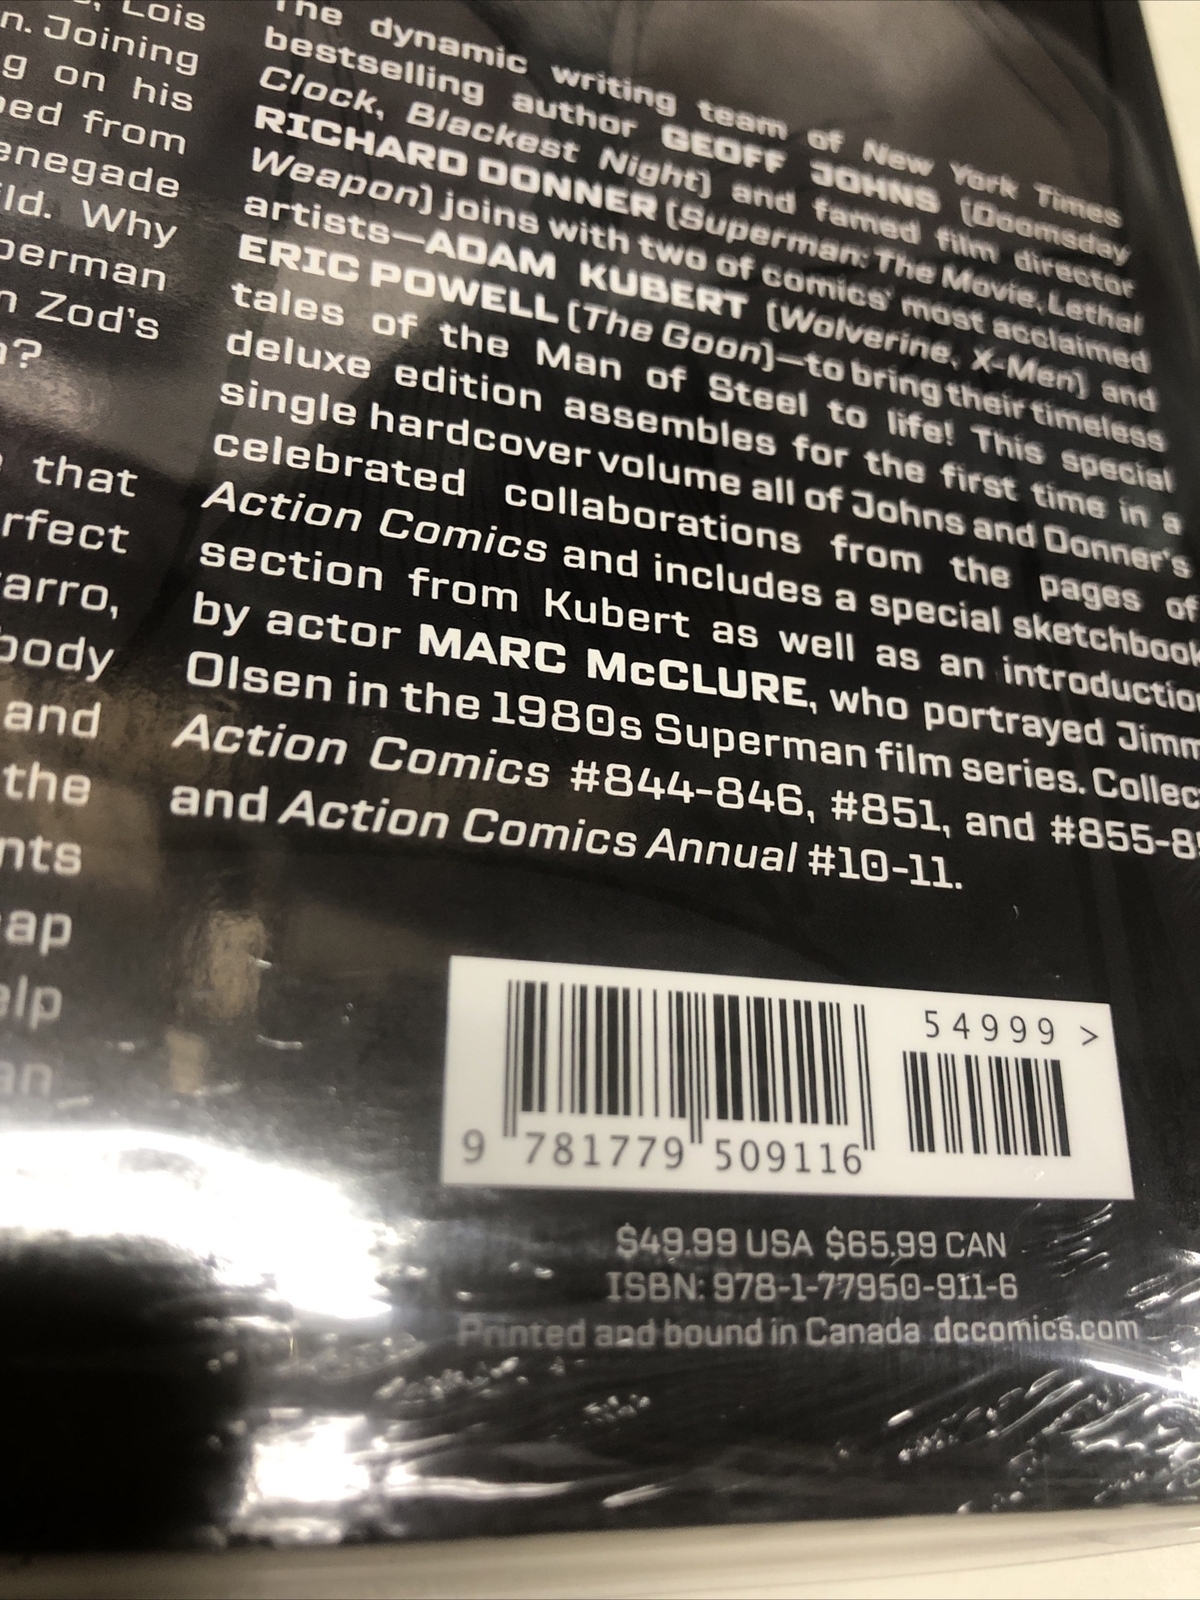 Lois
n. Joining
g on his
ed from
enegade
ld. Why
perman
n Zod's
?
that
rfect
arro,
body
and
the
nts
ap
elp
an
The dynamic writing team of New York Times
bestselling author GEOFF JOHNS (Doomsday
Clock, Blackest Night) and famed film director
RICHARD DONNER (Superman: The Movie, Lethal
Weapon) joins with two of comics' most acclaimed
artists—ADAM KUBERT (Wolverine, X-Men) and
ERIC POWELL (The Goon)—to bring their timeless
tales of the Man of Steel to life! This special
deluxe edition assembles for the first time in a
single hardcover volume all of Johns and Donner's
celebrated collaborations from the pages of
Action Comics and includes a special sketchbook
section from Kubert as well as an introductio
by actor MARC McCLURE, who portrayed Jimm
Olsen in the 1980s Superman film series. Collec
Action Comics #844-846, #851, and #855-85
and Action Comics Annual #10-11.
54999 >
9 781779 509116
$49.99 USA $65.99 CAN
ISBN: 978-1-77950-911-6
Printed and bound in Canada dccomics.com